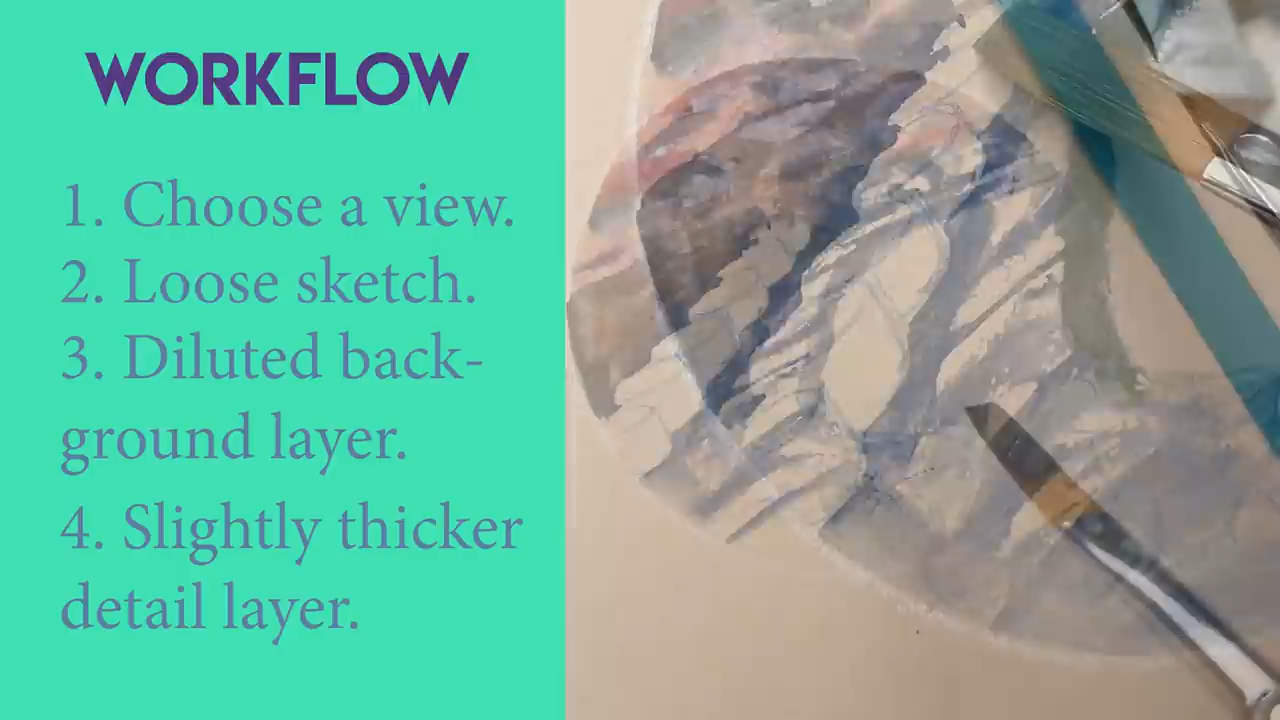 WORKFLOW
1. Choose a view.
2. Loose sketch.
3. Diluted back-
ground layer.
4. Slightly thicker
detail layer.